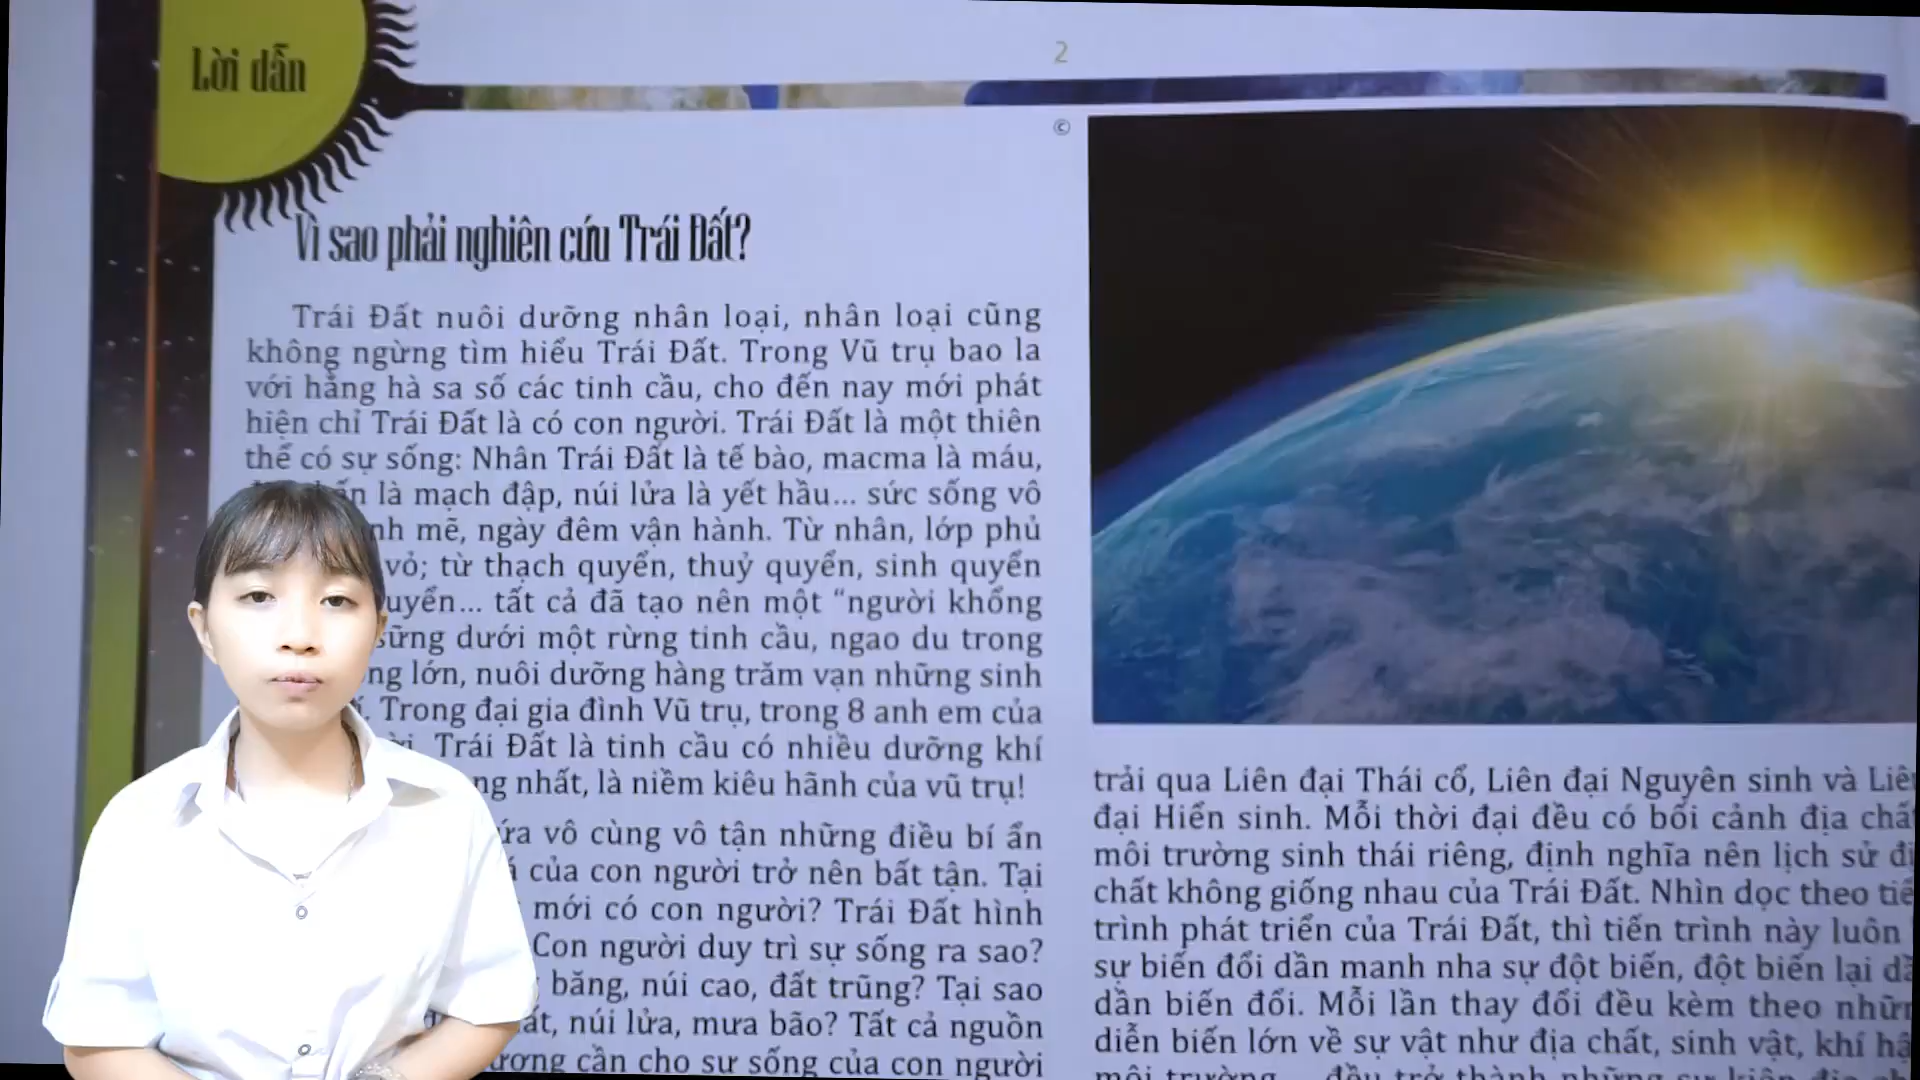 Lời dẫn
2
©
Vì sao phải nghiên cứu Trái Đất?
Trái Đất nuôi dưỡng nhân loại, nhân loại cũng
không ngừng tìm hiểu Trái Đất. Trong Vũ trụ bao la
với hằng hà sa số các tinh cầu, cho đến nay mới phát
hiện chỉ Trái Đất là có con người. Trái Đất là một thiên
thể có sự sống: Nhân Trái Đất là tế bào, macma là máu,
là mạch đập, núi lửa là yết hầu... sức sống vô
mẽ, ngày đêm vận hành. Từ nhân, lớp phủ
vỏ; từ thạch quyển, thuỷ quyển, sinh quyển
tất cả đã tạo nên một “người khổng
sững dưới một rừng tinh cầu, ngao du trong
lớn, nuôi dưỡng hàng trăm vạn những sinh
Trong đại gia đình Vũ trụ, trong 8 anh em của
Trái Đất là tinh cầu có nhiều dưỡng khí
nhất, là niềm kiêu hãnh của vũ trụ!
vô cùng vô tận những điều bí ẩn
của con người trở nên bất tận. Tại
mới có con người? Trái Đất hình
Con người duy trì sự sống ra sao?
băng, núi cao, đất trũng? Tại sao
núi lửa, mưa bão? Tất cả nguồn
cần cho sự sống của con người
trải qua Liên đại Thái cổ, Liên đại Nguyên sinh và
đại Hiển sinh. Mỗi thời đại đều có bối cảnh địa
môi trường sinh thái riêng, định nghĩa nên lịch sử
chất không giống nhau của Trái Đất. Nhìn dọc theo
trình phát triển của Trái Đất, thì tiến trình này luôn
sự biến đổi dần manh nha sự đột biến, đột biến lại
dần biến đổi. Mỗi lần thay đổi đều kèm theo
diễn biến lớn về sự vật như địa chất, sinh vật, khí